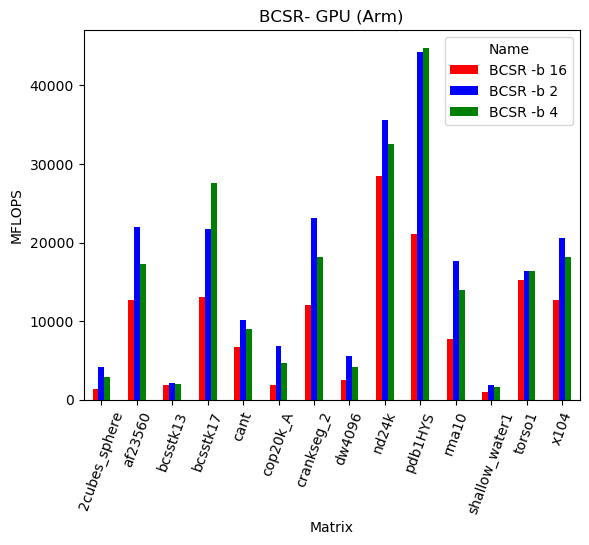 BCSR- GPU (Arm)
Name
BCSR -b 16
BCSR -b 2
BCSR -b 4
MFLOPS
40000
30000
20000
10000
0
2cubes_sphere
af23560
bcsstk13
bcsstk17
cant
cop20k_A
crankseg_2
dw4096
nd24k
pdb1HYS
rma10
shallow_water1
torso1
x104
Matrix